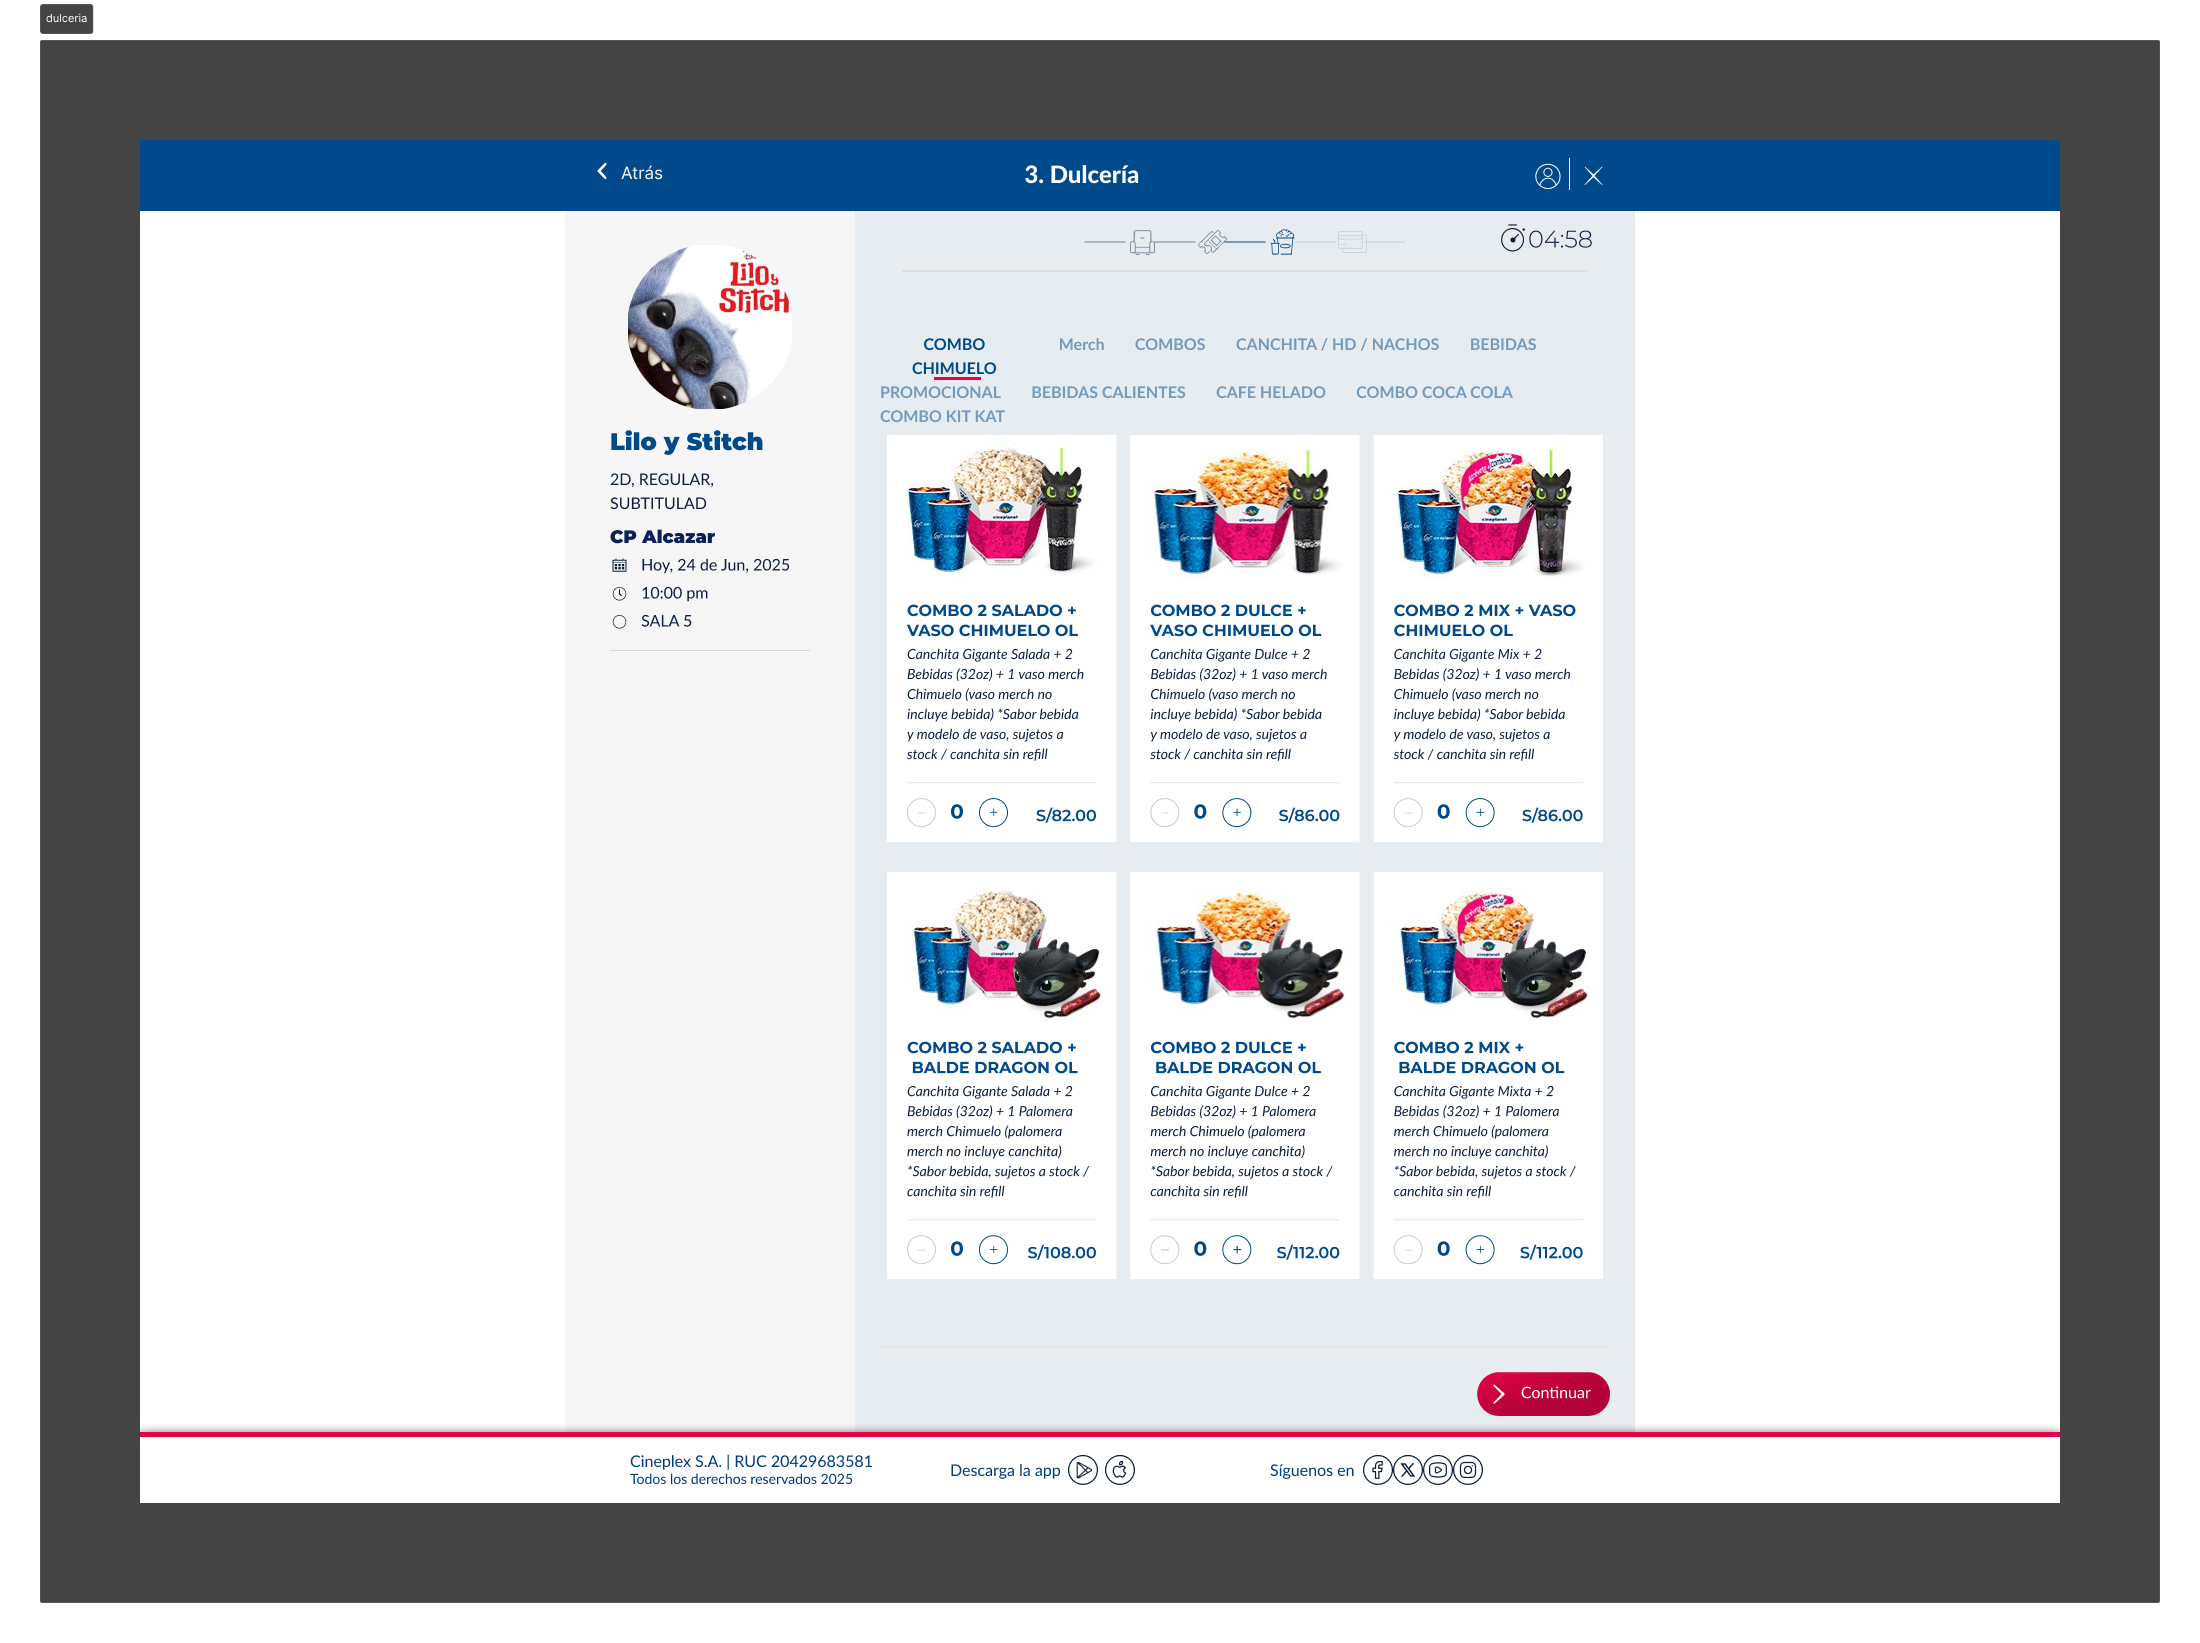 dulceria
Atrás
3. Dulcería
04:58
Lilo y
Stitch
Lilo y Stitch
2D, REGULAR,
SUBTITULAD
CP Alcazar
Hoy, 24 de Jun, 2025
10:00 pm
SALA 5
COMBO
CHIMUELO
Merch
COMBOS
CANCHITA / HD / NACHOS
BEBIDAS
PROMOCIONAL
BEBIDAS CALIENTES
CAFE HELADO
COMBO COCA COLA
COMBO KIT KAT
COMBO 2 SALADO +
VASO CHIMUELO OL
Canchita Gigante Salada + 2
Bebidas (32oz) + 1 vaso merch
Chimuelo (vaso merch no
incluye bebida) *Sabor bebida
y modelo de vaso, sujetos a
stock / canchita sin refill
0
S/82.00
COMBO 2 DULCE +
VASO CHIMUELO OL
Canchita Gigante Dulce + 2
Bebidas (32oz) + 1 vaso merch
Chimuelo (vaso merch no
incluye bebida) *Sabor bebida
y modelo de vaso, sujetos a
stock / canchita sin refill
0
S/86.00
COMBO 2 MIX + VASO
CHIMUELO OL
Canchita Gigante Mix + 2
Bebidas (32oz) + 1 vaso merch
Chimuelo (vaso merch no
incluye bebida) *Sabor bebida
y modelo de vaso, sujetos a
stock / canchita sin refill
0
S/86.00
COMBO 2 SALADO +
BALDE DRAGON OL
Canchita Gigante Salada + 2
Bebidas (32oz) + 1 Palomera
merch Chimuelo (palomera
merch no incluye canchita)
*Sabor bebida, sujetos a stock /
canchita sin refill
0
S/108.00
COMBO 2 DULCE +
BALDE DRAGON OL
Canchita Gigante Dulce + 2
Bebidas (32oz) + 1 Palomera
merch Chimuelo (palomera
merch no incluye canchita)
*Sabor bebida, sujetos a stock /
canchita sin refill
0
S/112.00
COMBO 2 MIX +
BALDE DRAGON OL
Canchita Gigante Mixta + 2
Bebidas (32oz) + 1 Palomera
merch Chimuelo (palomera
merch no incluye canchita)
*Sabor bebida, sujetos a stock /
canchita sin refill
0
S/112.00
Continuar
Cineplex S.A. | RUC 20429683581
Todos los derechos reservados 2025
Descarga la app
Síguenos en